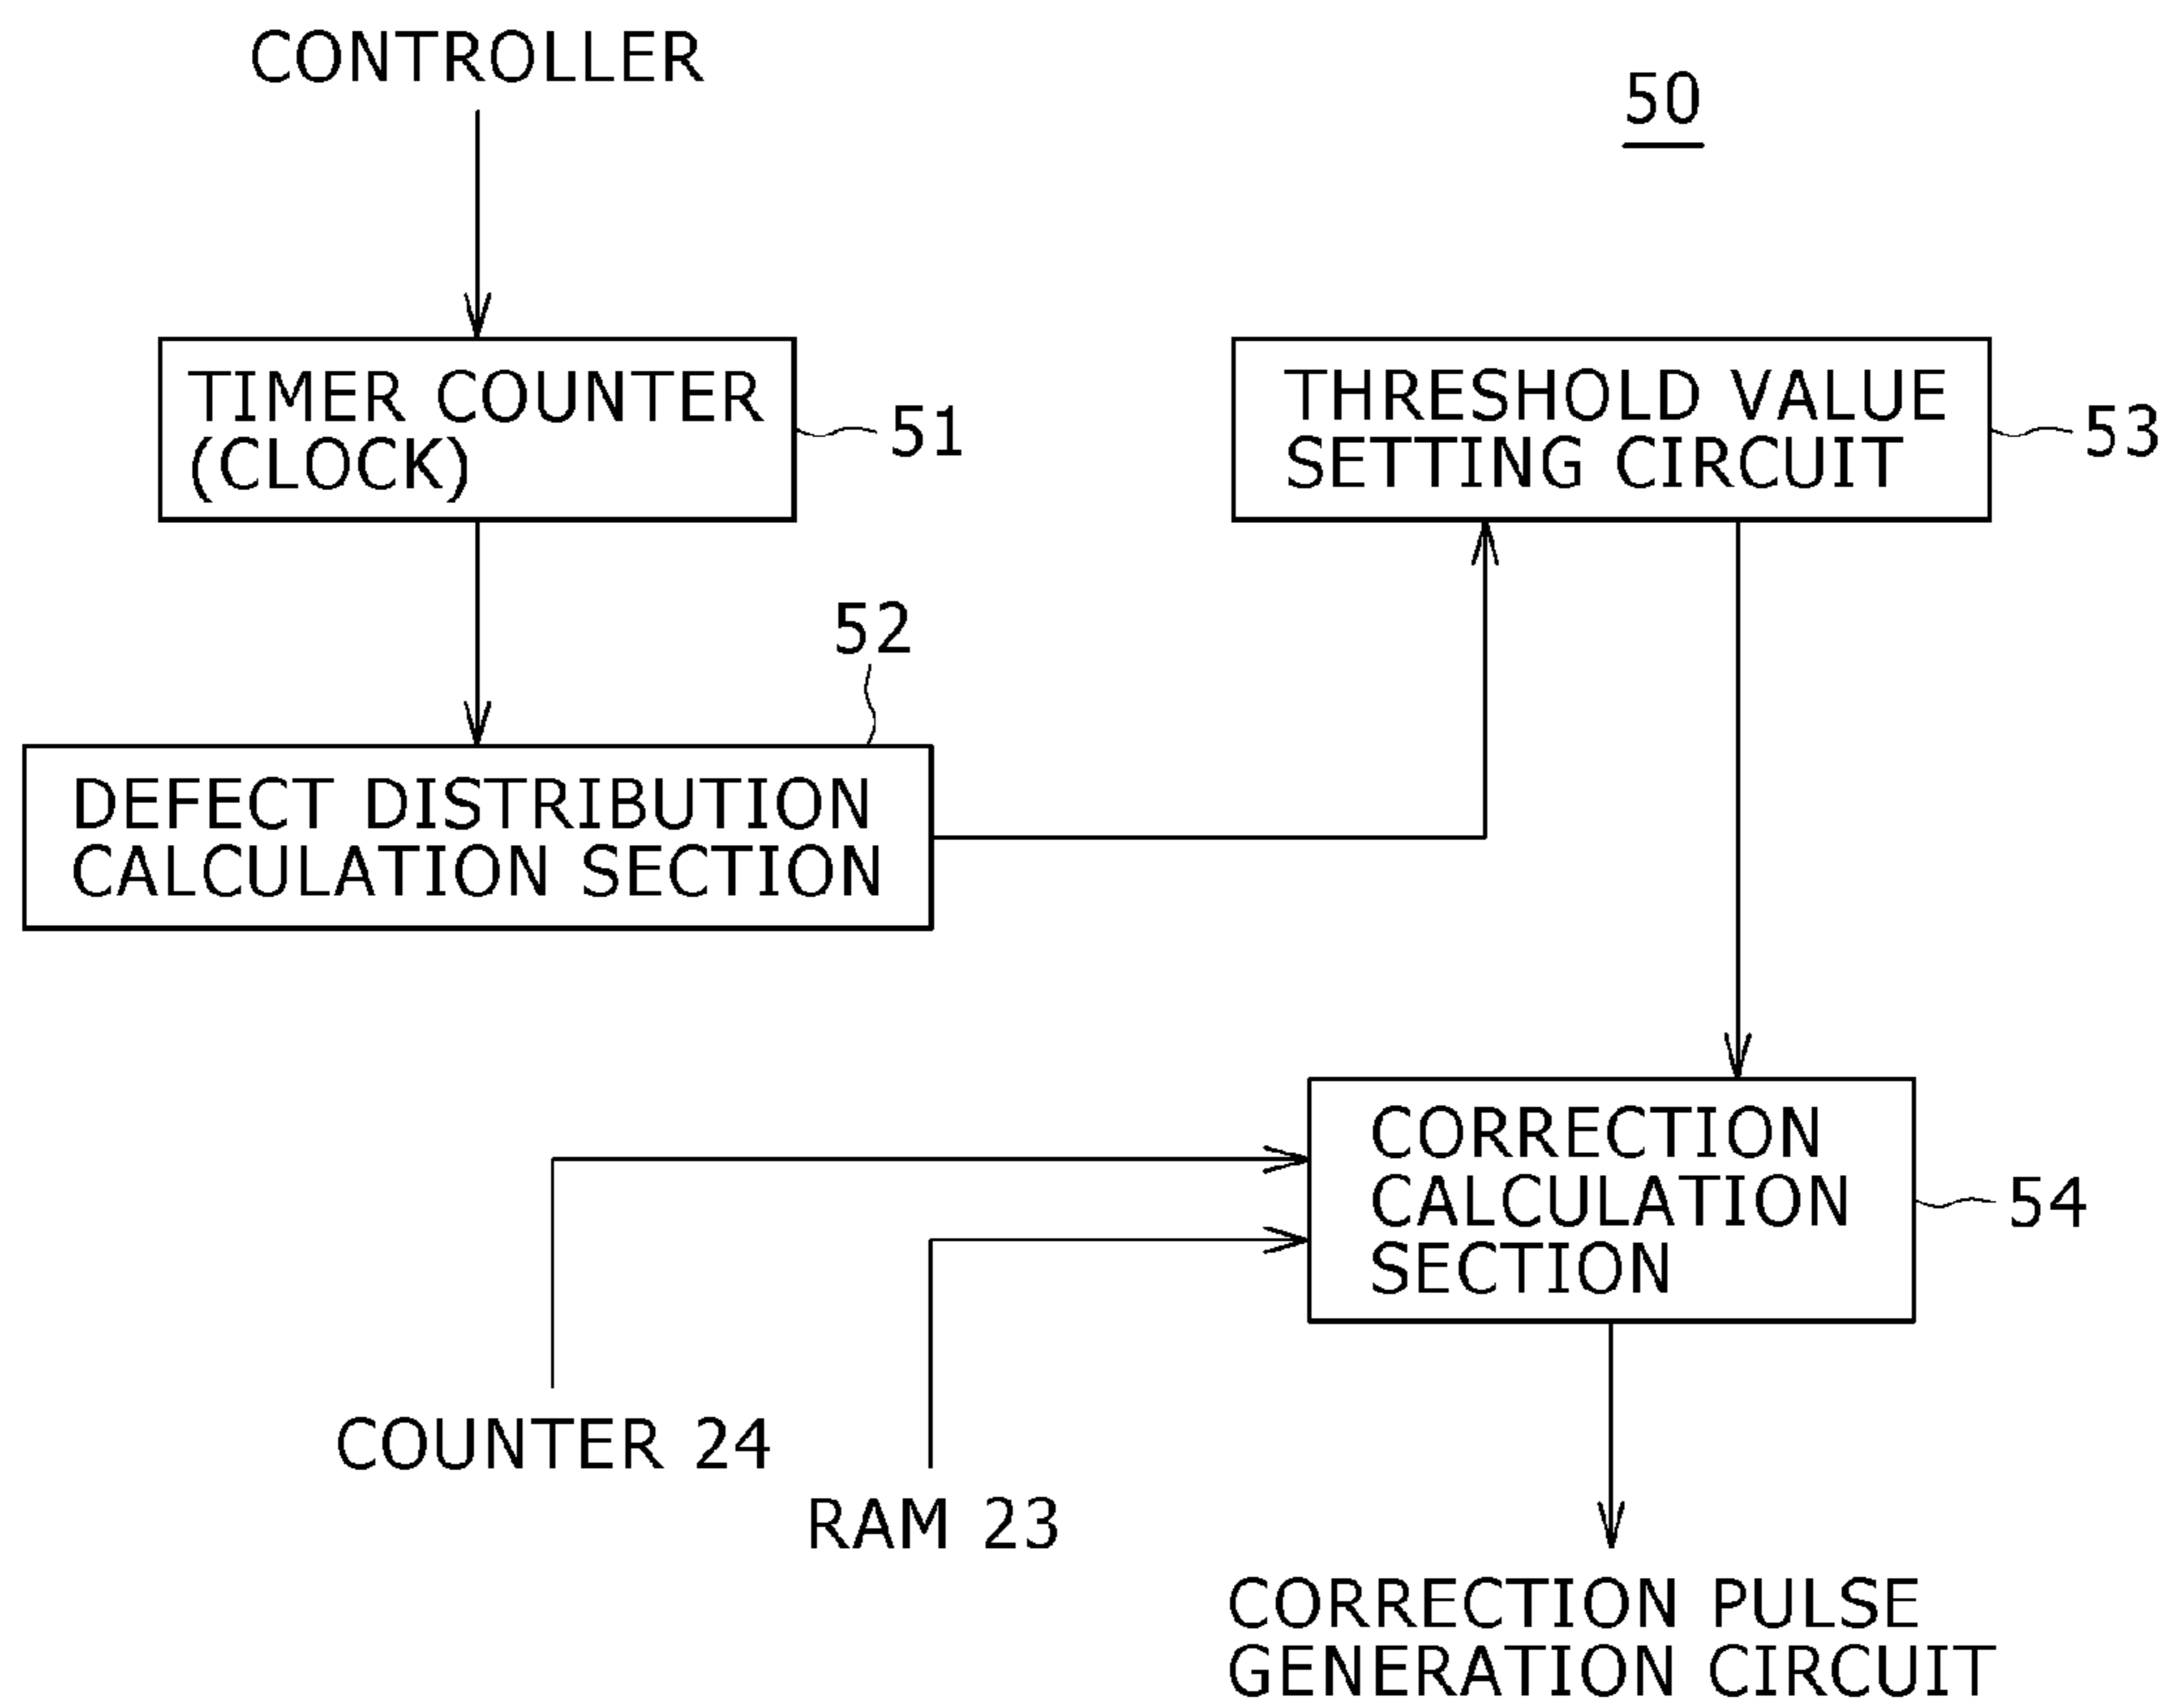 CONTROLLER
50
TIMER COUNTER
(CLOCK)
51
THRESHOLD VALUE
SETTING CIRCUIT
53
52
DEFECT DISTRIBUTION
CALCULATION SECTION
CORRECTION
CALCULATION
SECTION
54
COUNTER 24
RAM 23
CORRECTION PULSE
GENERATION CIRCUIT